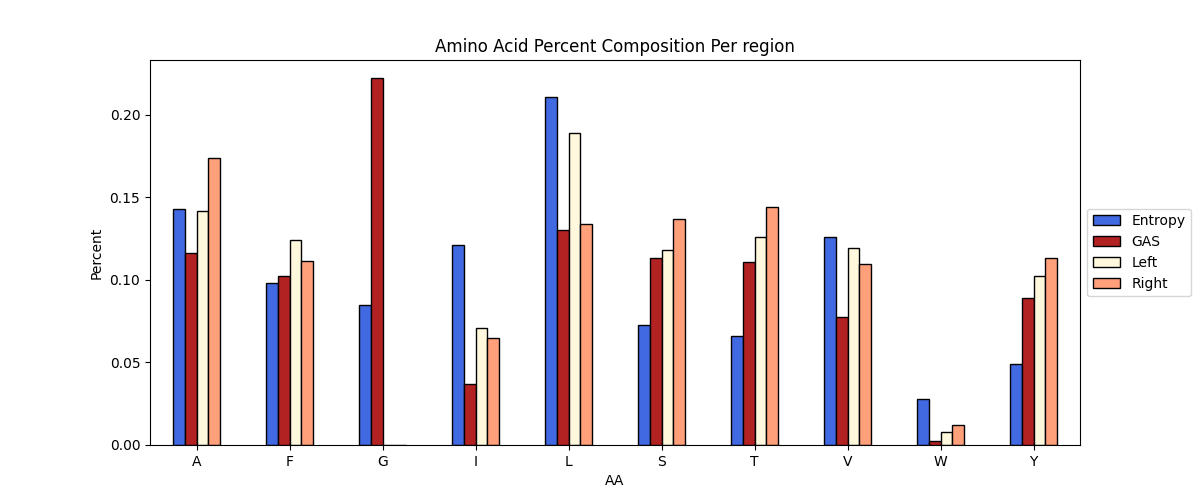 Amino Acid Percent Composition Per region
Percent
0.20
0.15
0.10
0.05
0.00
A F G I L S T V W Y
AA
Entropy
GAS
Left
Right